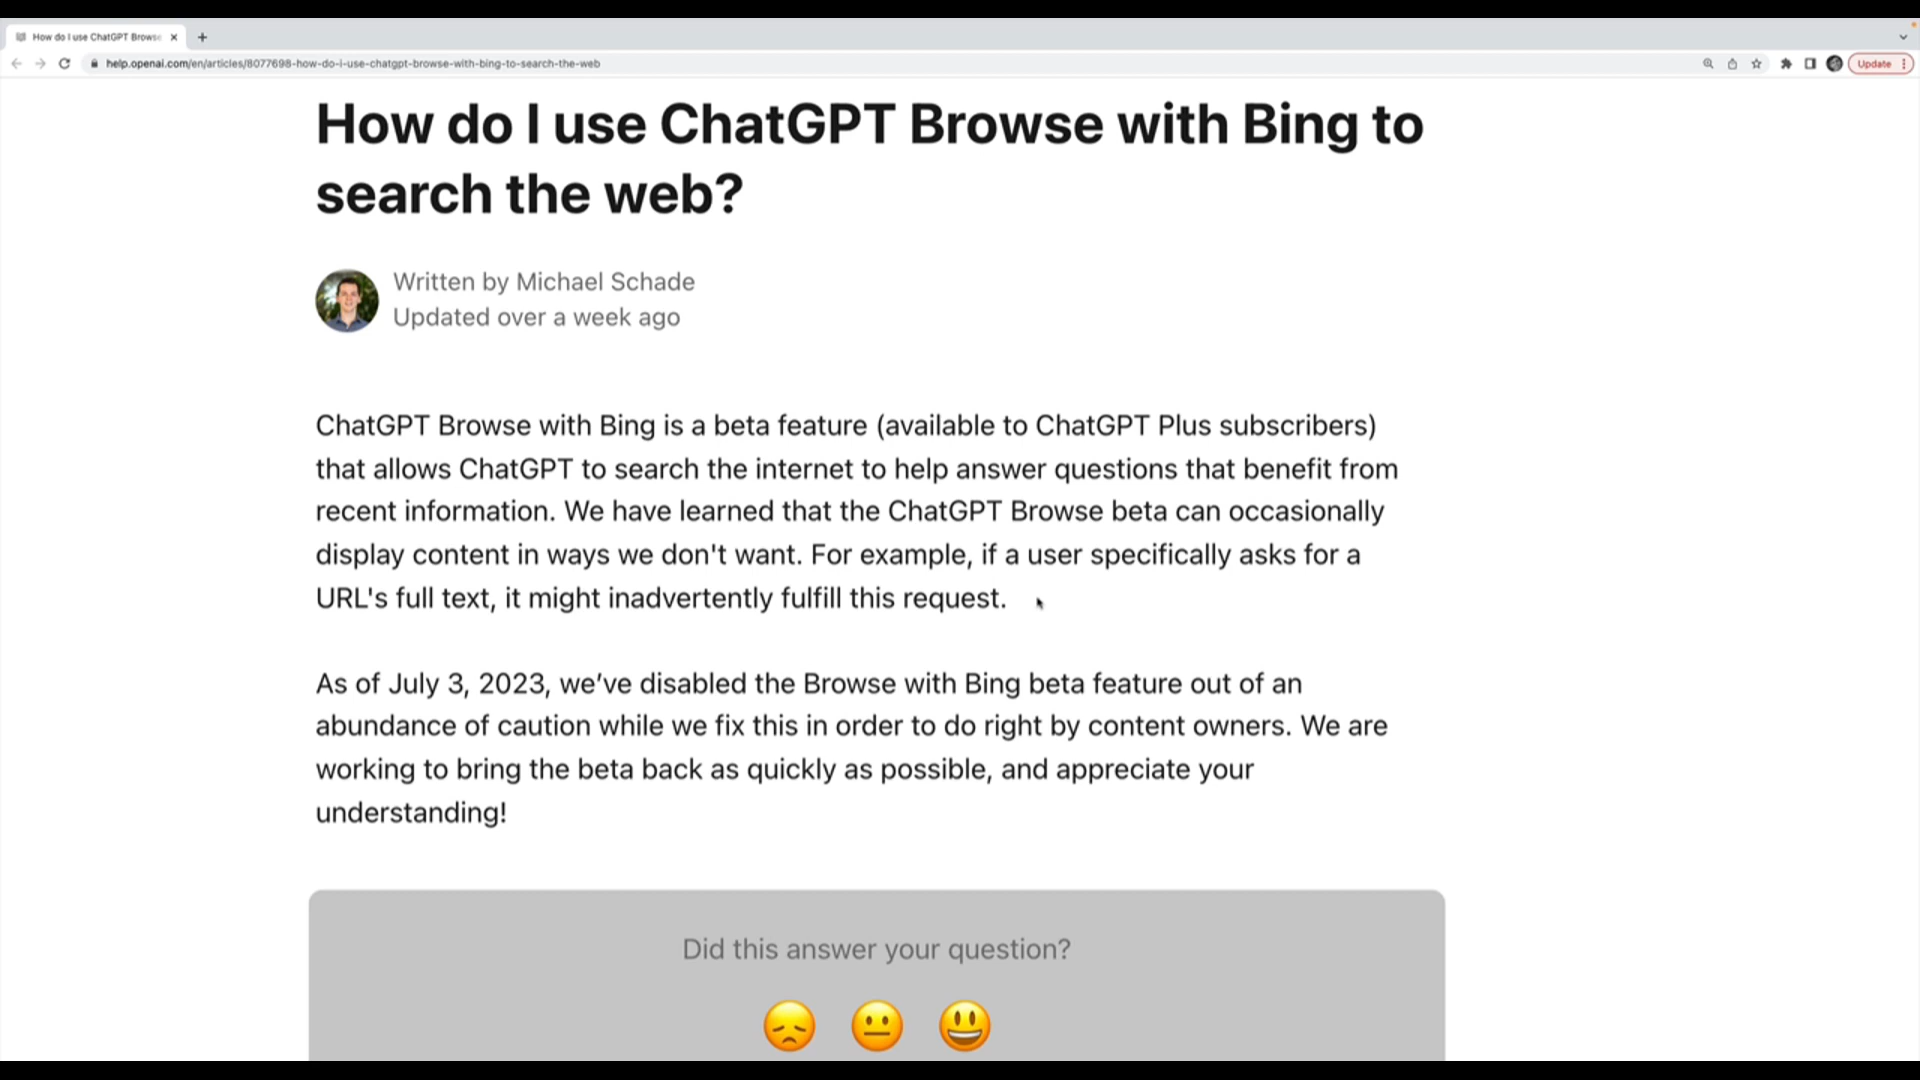 How do I use ChatGPT Browse
help.openai.com/en/articles/8077698-how-do-i-use-chatgpt-browse-with-bing-to-search-the-web
Update
How do I use ChatGPT Browse with Bing to
search the web?
Written by Michael Schade
Updated over a week ago
ChatGPT Browse with Bing is a beta feature (available to ChatGPT Plus subscribers)
that allows ChatGPT to search the internet to help answer questions that benefit from
recent information. We have learned that the ChatGPT Browse beta can occasionally
display content in ways we don't want. For example, if a user specifically asks for a
URL's full text, it might inadvertently fulfill this request.
As of July 3, 2023, we’ve disabled the Browse with Bing beta feature out of an
abundance of caution while we fix this in order to do right by content owners. We are
working to bring the beta back as quickly as possible, and appreciate your
understanding!
Did this answer your question?